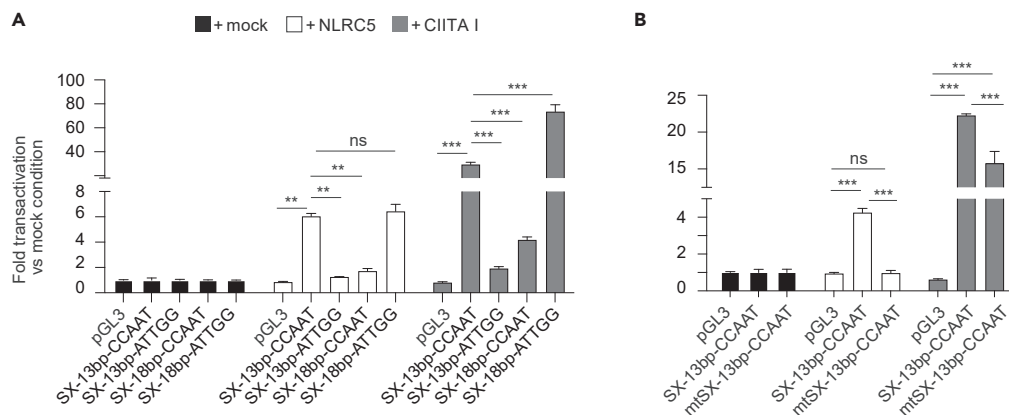 A
+ mock + NLRC5 + CIITA I
Fold transactivation
vs mock condition
100
80
60
40
8
6
4
2
0
** ** ** ns
*** *** *** ***
pGL3
SX-13bp-CCAAT
SX-13bp-ATTGG
SX-18bp-CCAAT
SX-18bp-ATTGG
pGL3
SX-13bp-CCAAT
SX-13bp-ATTGG
SX-18bp-CCAAT
SX-18bp-ATTGG
pGL3
SX-13bp-CCAAT
SX-13bp-ATTGG
SX-18bp-CCAAT
SX-18bp-ATTGG
B
25
20
15
4
2
0
*** *** ns
*** *** ***
pGL3
SX-13bp-CCAAT
mtSX-13bp-CCAAT
pGL3
SX-13bp-CCAAT
mtSX-13bp-CCAAT
pGL3
SX-13bp-CCAAT
mtSX-13bp-CCAAT